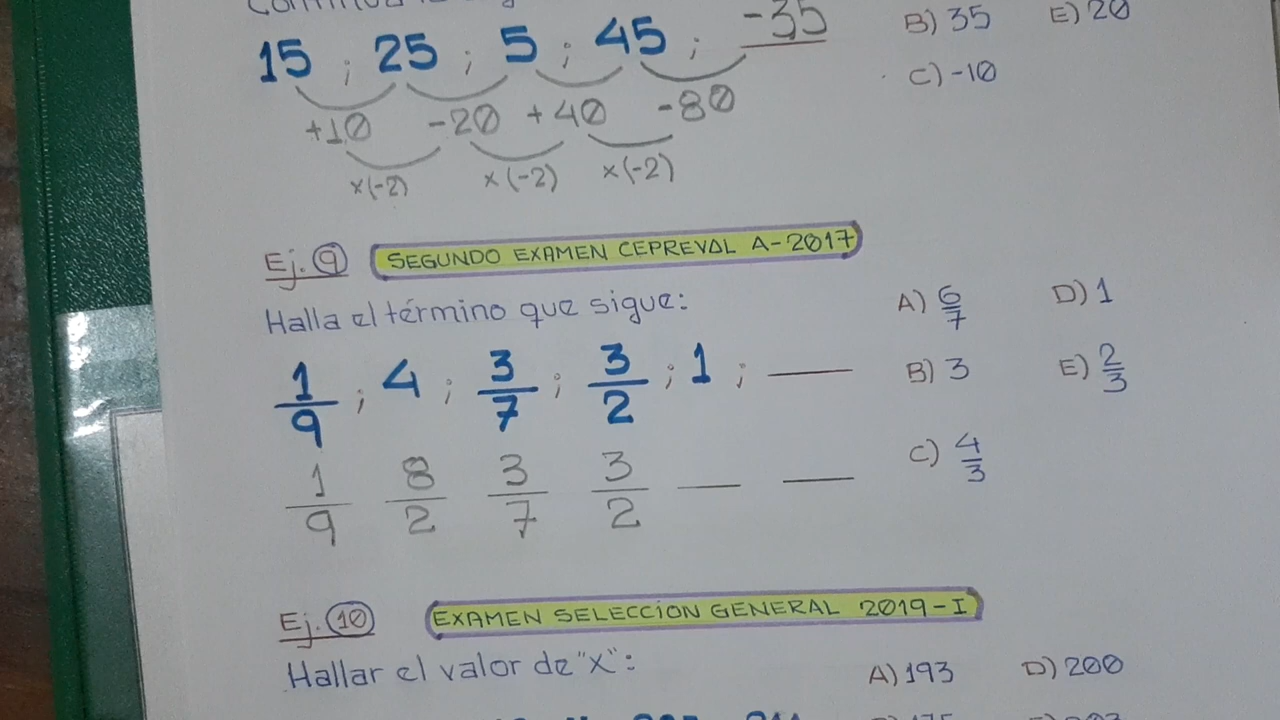 15 ; 25 ; 5 ; 45 ; -35
B) 35 E) 20
C) -10
+10 -20 +40 -80
x(-2) x(-2) x(-2)
Ej. 9 SEGUNDO EXAMEN CEPREVAL A-2017
Halla el término que sigue:
1/9 ; 4 ; 3/7 ; 3/2 ; 1 ; ___
1/9 8/2 3/7 3/2 __ __
A) 6/7 D) 1
B) 3 E) 2/3
C) 4/3
Ej. 10 EXAMEN SELECCION GENERAL 2019-I
Hallar el valor de "x":
A) 193 D) 200